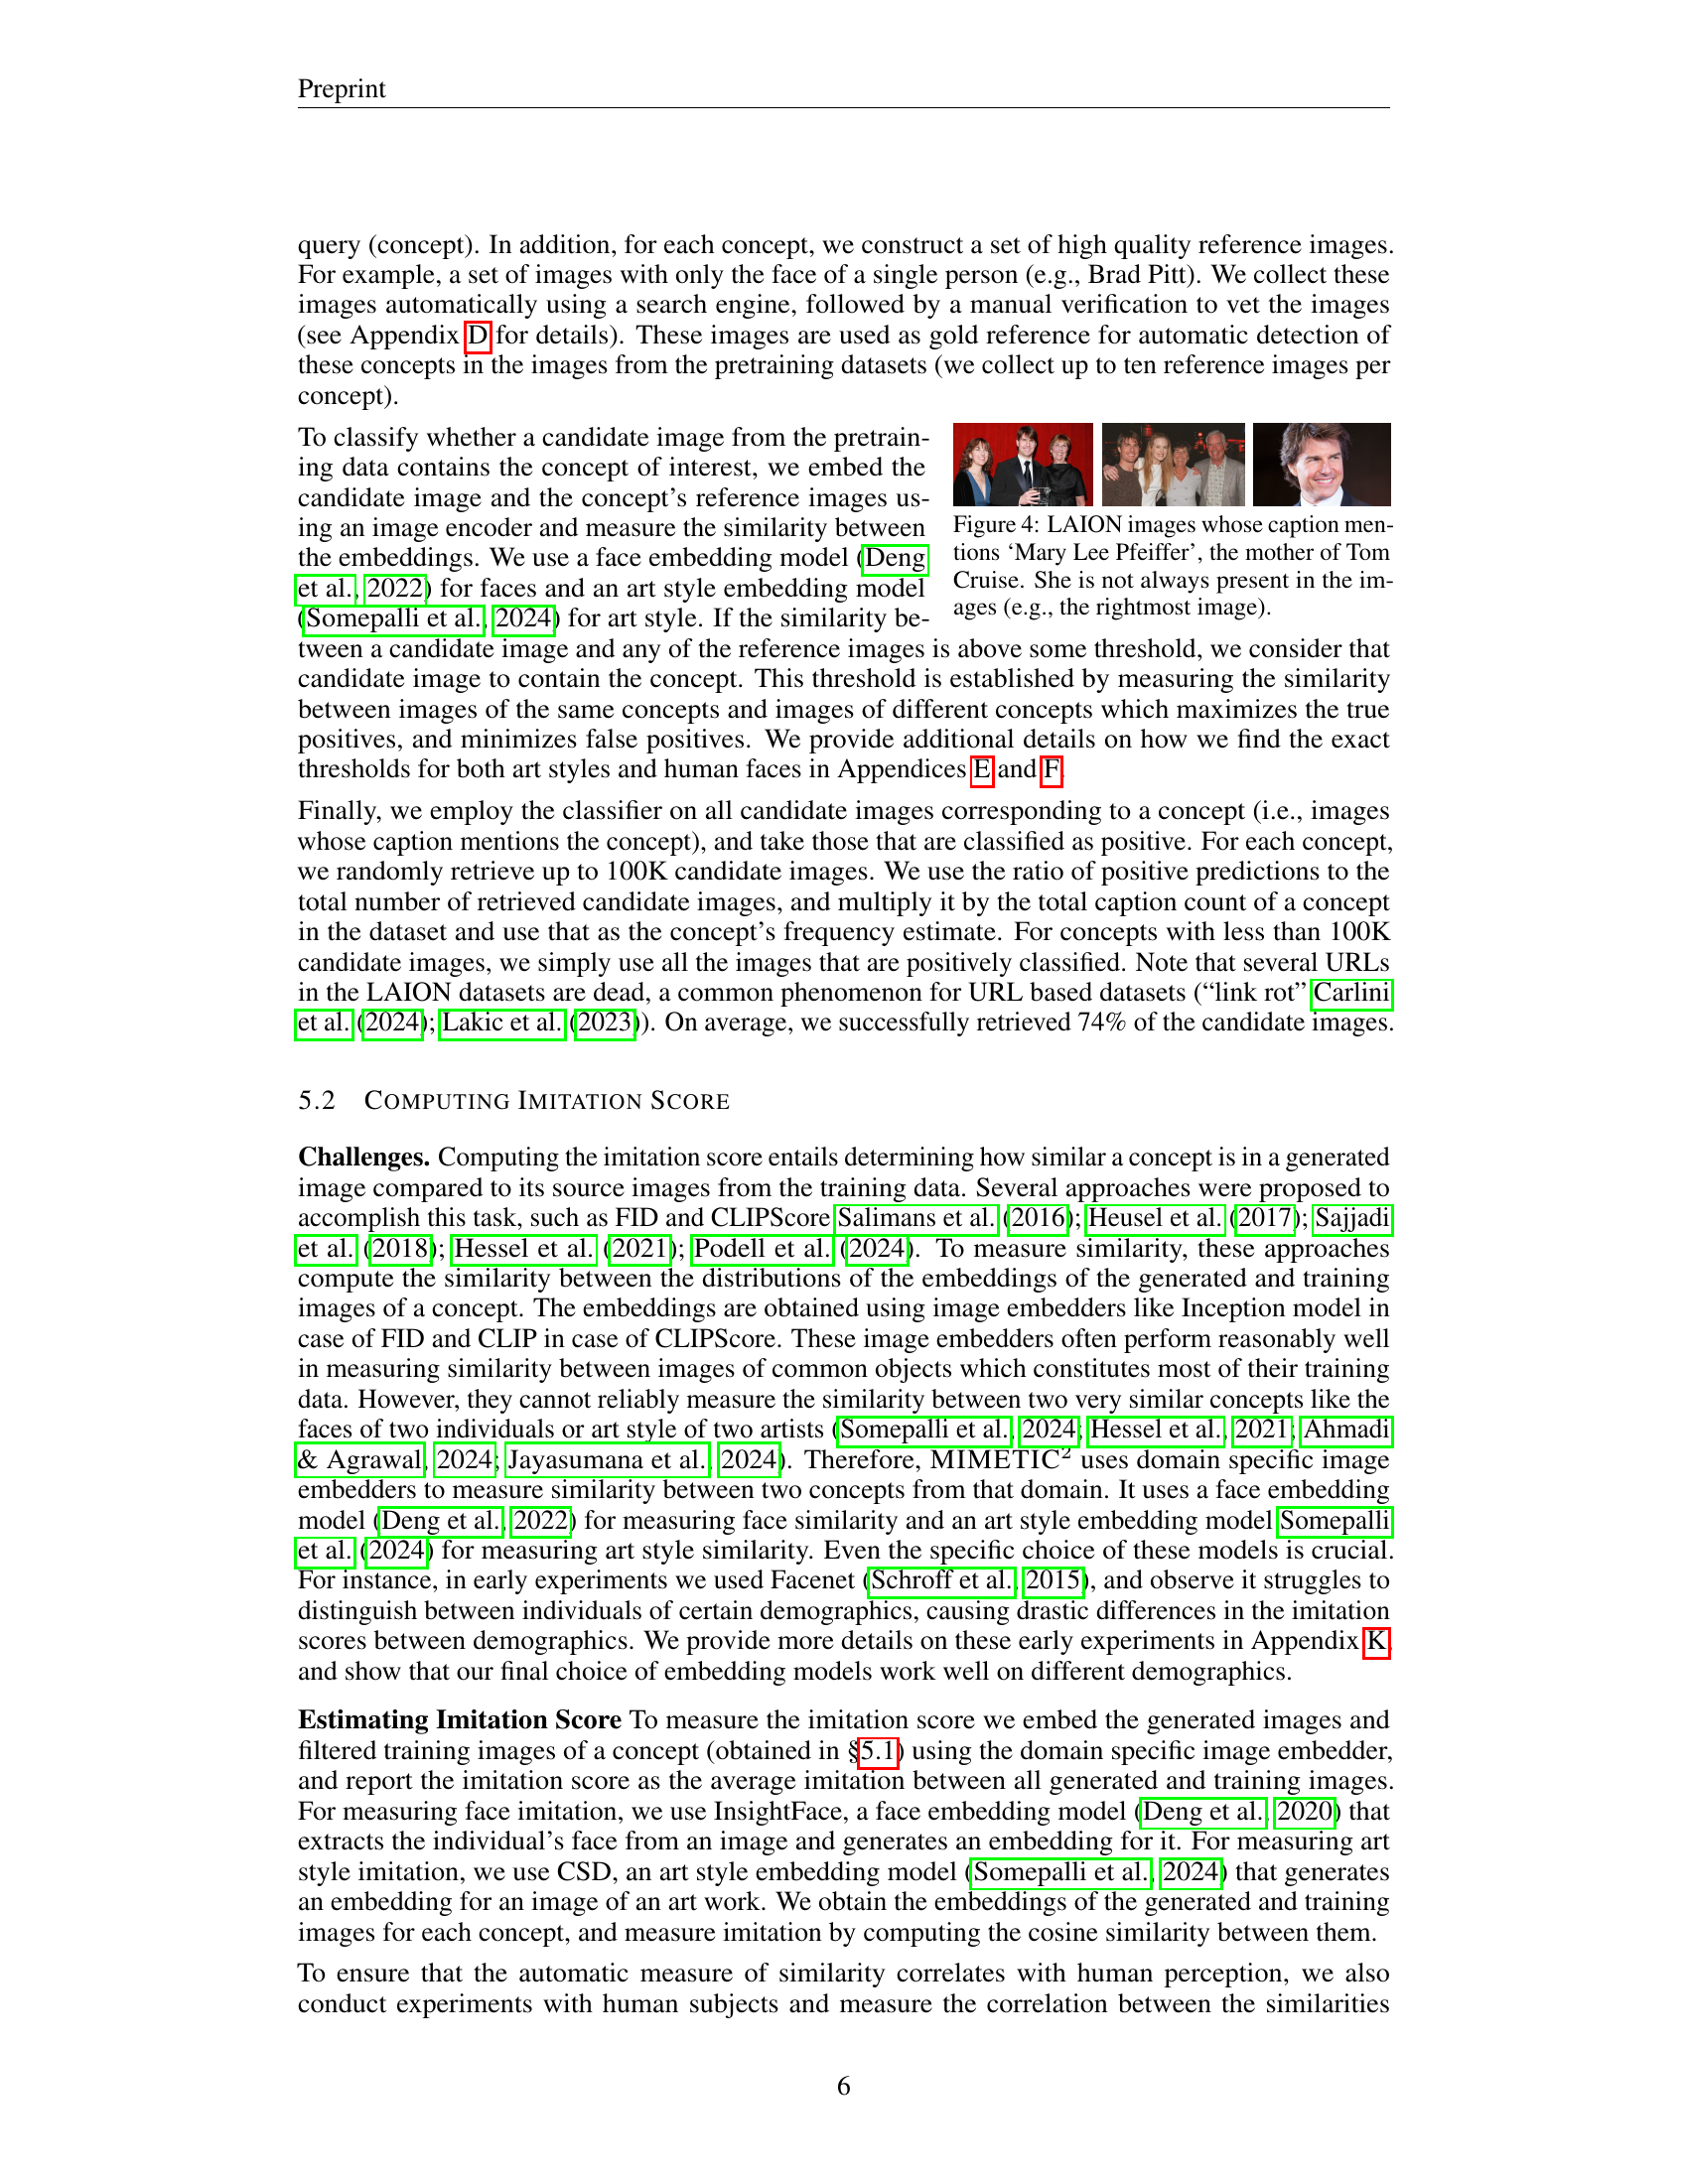 Preprint
query (concept). In addition, for each concept, we construct a set of high quality reference images.
For example, a set of images with only the face of a single person (e.g., Brad Pitt). We collect these
images automatically using a search engine, followed by a manual verification to vet the images
(see Appendix D for details). These images are used as gold reference for automatic detection of
these concepts in the images from the pretraining datasets (we collect up to ten reference images per
concept).
To classify whether a candidate image from the pretrain-
ing data contains the concept of interest, we embed the
candidate image and the concept's reference images us-
ing an image encoder and measure the similarity between
the embeddings. We use a face embedding model (Deng
et al., 2022) for faces and an art style embedding model
(Somepalli et al., 2024) for art style. If the similarity be-
Figure 4: LAION images whose caption men-
tions ‘Mary Lee Pfeiffer’, the mother of Tom
Cruise. She is not always present in the im-
ages (e.g., the rightmost image).
tween a candidate image and any of the reference images is above some threshold, we consider that
candidate image to contain the concept. This threshold is established by measuring the similarity
between images of the same concepts and images of different concepts which maximizes the true
positives, and minimizes false positives. We provide additional details on how we find the exact
thresholds for both art styles and human faces in Appendices E and F.
Finally, we employ the classifier on all candidate images corresponding to a concept (i.e., images
whose caption mentions the concept), and take those that are classified as positive. For each concept,
we randomly retrieve up to 100K candidate images. We use the ratio of positive predictions to the
total number of retrieved candidate images, and multiply it by the total caption count of a concept
in the dataset and use that as the concept's frequency estimate. For concepts with less than 100K
candidate images, we simply use all the images that are positively classified. Note that several URLs
in the LAION datasets are dead, a common phenomenon for URL based datasets (“link rot” Carlini
et al. (2024); Lakic et al. (2023)). On average, we successfully retrieved 74% of the candidate images.
5.2 COMPUTING IMITATION SCORE
Challenges. Computing the imitation score entails determining how similar a concept is in a generated
image compared to its source images from the training data. Several approaches were proposed to
accomplish this task, such as FID and CLIPScore Salimans et al. (2016); Heusel et al. (2017); Sajjadi
et al. (2018); Hessel et al. (2021); Podell et al. (2024). To measure similarity, these approaches
compute the similarity between the distributions of the embeddings of the generated and training
images of a concept. The embeddings are obtained using image embedders like Inception model in
case of FID and CLIP in case of CLIPScore. These image embedders often perform reasonably well
in measuring similarity between images of common objects which constitutes most of their training
data. However, they cannot reliably measure the similarity between two very similar concepts like the
faces of two individuals or art style of two artists (Somepalli et al., 2024; Hessel et al., 2021; Ahmadi
& Agrawal, 2024; Jayasumana et al., 2024). Therefore, MIMETIC² uses domain specific image
embedders to measure similarity between two concepts from that domain. It uses a face embedding
model (Deng et al., 2022) for measuring face similarity and an art style embedding model Somepalli
et al. (2024) for measuring art style similarity. Even the specific choice of these models is crucial.
For instance, in early experiments we used Facenet (Schroff et al., 2015), and observe it struggles to
distinguish between individuals of certain demographics, causing drastic differences in the imitation
scores between demographics. We provide more details on these early experiments in Appendix K,
and show that our final choice of embedding models work well on different demographics.
Estimating Imitation Score To measure the imitation score we embed the generated images and
filtered training images of a concept (obtained in §5.1) using the domain specific image embedder,
and report the imitation score as the average imitation between all generated and training images.
For measuring face imitation, we use InsightFace, a face embedding model (Deng et al., 2020) that
extracts the individual's face from an image and generates an embedding for it. For measuring art
style imitation, we use CSD, an art style embedding model (Somepalli et al., 2024) that generates
an embedding for an image of an art work. We obtain the embeddings of the generated and training
images for each concept, and measure imitation by computing the cosine similarity between them.
To ensure that the automatic measure of similarity correlates with human perception, we also
conduct experiments with human subjects and measure the correlation between the similarities
6